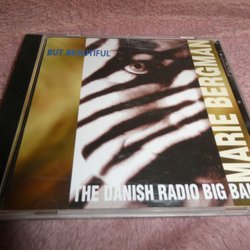 BUT BEAUTIFUL
MARIE BERGMAN
THE DANISH RADIO BIG BAN